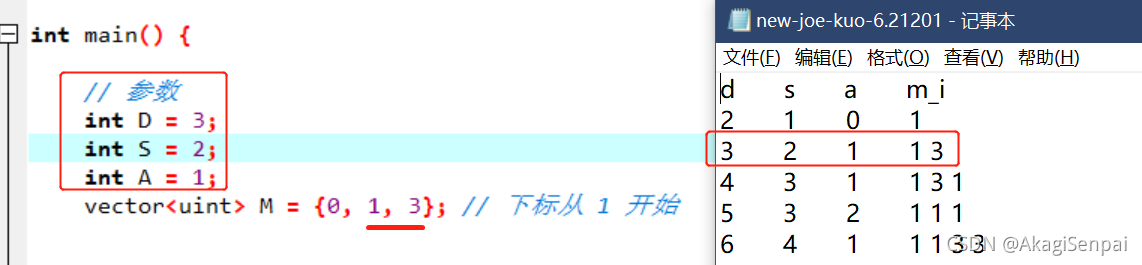 int main() {
// 参数
int D = 3;
int S = 2;
int A = 1;
vector<uint> M = {0, 1, 3}; // 下标从 1 开始
new-joe-kuo-6.21201 - 记事本
文件(F) 编辑(E) 格式(O) 查看(V) 帮助(H)
d s a m_i
2 1 0 1
3 2 1 1 3
4 3 1 1 3 1
5 3 2 1 1 1
6 4 1 1 1 3 3
CSDN @AkagiSenpai